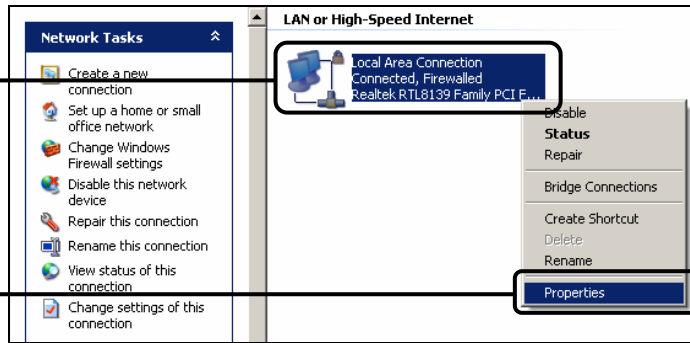 LAN or High-Speed Internet
Network Tasks
Create a new
connection
Set up a home or small
office network
Change Windows
Firewall settings
Disable this network
device
Repair this connection
Rename this connection
View status of this
connection
Change settings of this
connection
Local Area Connection
Connected, Firewalled
Realtek RTL8139 Family PCI F...
Disable
Status
Repair
Bridge Connections
Create Shortcut
Delete
Rename
Properties